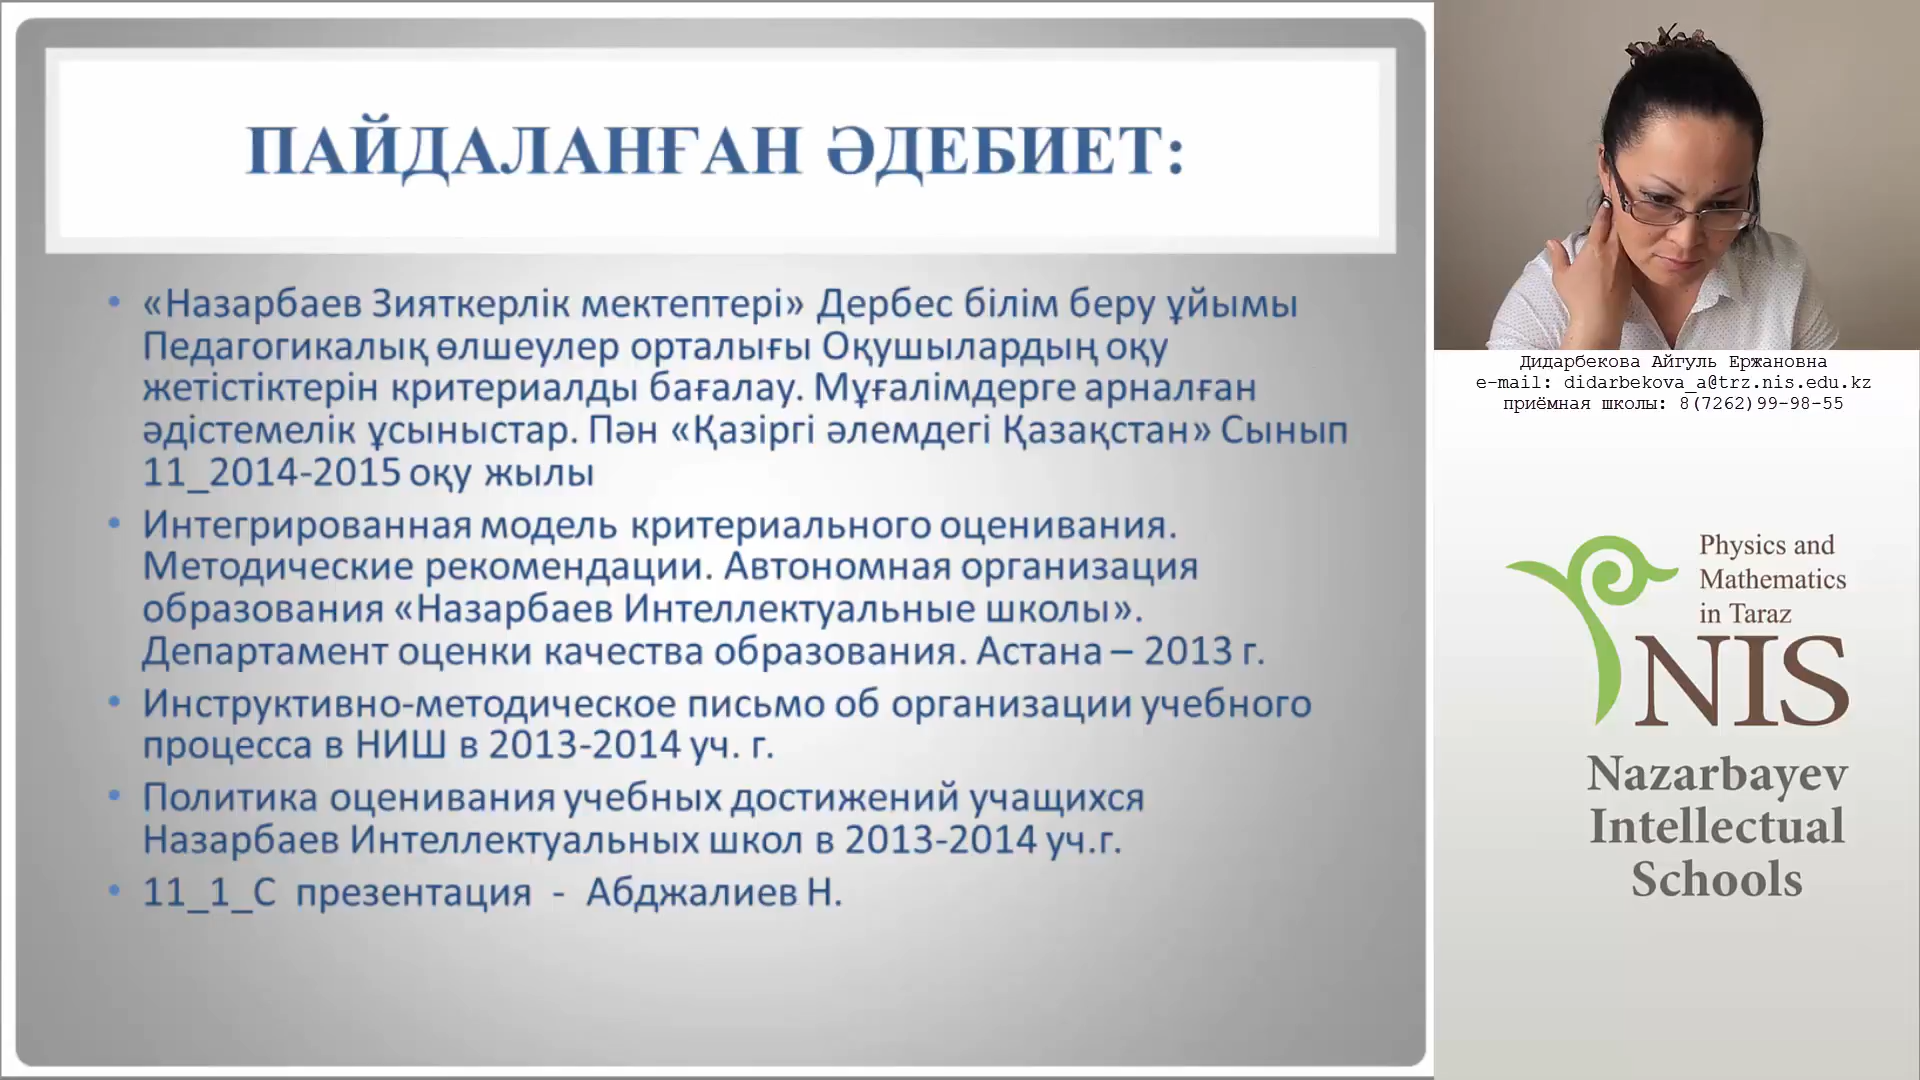 ПАЙДАЛАНҒАН ӘДЕБИЕТ:
• «Назарбаев Зияткерлік мектептері» Дербес білім беру ұйымы
Педагогикалық өлшеулер орталығы Оқушылардың оқу
жетістіктерін критериалды бағалау. Мұғалімдерге арналған
әдістемелік ұсыныстар. Пән «Қазіргі әлемдегі Қазақстан» Сынып
11_2014-2015 оқу жылы
• Интегрированная модель критериального оценивания.
Методические рекомендации. Автономная организация
образования «Назарбаев Интеллектуальные школы».
Департамент оценки качества образования. Астана – 2013 г.
• Инструктивно-методическое письмо об организации учебного
процесса в НИШ в 2013-2014 уч. г.
• Политика оценивания учебных достижений учащихся
Назарбаев Интеллектуальных школ в 2013-2014 уч.г.
• 11_1_С презентация - Абджалиев Н.
Дидарбекова Айгуль Ержановна
e-mail: didarbekova_a@trz.nis.edu.kz
приёмная школы: 8(7262)99-98-55
Physics and
Mathematics
in Taraz
NIS
Nazarbayev
Intellectual
Schools